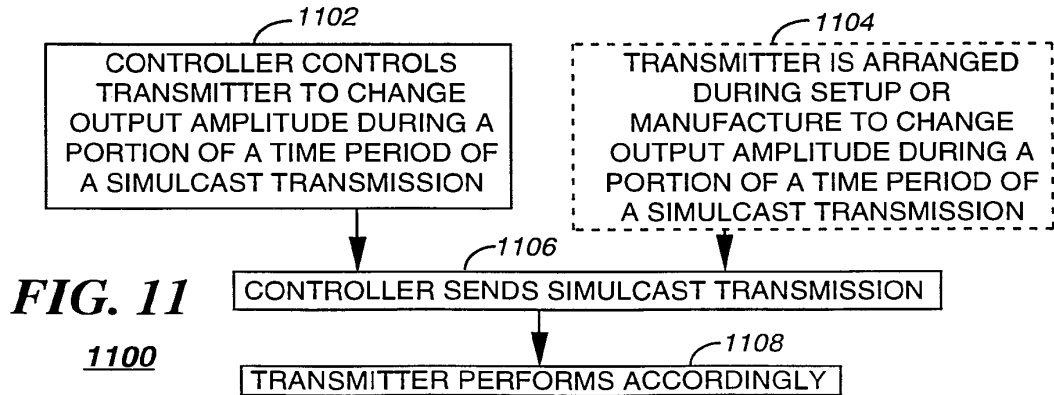 1102
CONTROLLER CONTROLS
TRANSMITTER TO CHANGE
OUTPUT AMPLITUDE DURING A
PORTION OF A TIME PERIOD OF
A SIMULCAST TRANSMISSION
1104
TRANSMITTER IS ARRANGED
DURING SETUP OR
MANUFACTURE TO CHANGE
OUTPUT AMPLITUDE DURING A
PORTION OF A TIME PERIOD OF
A SIMULCAST TRANSMISSION
1106
CONTROLLER SENDS SIMULCAST TRANSMISSION
FIG. 11
1100
1108
TRANSMITTER PERFORMS ACCORDINGLY